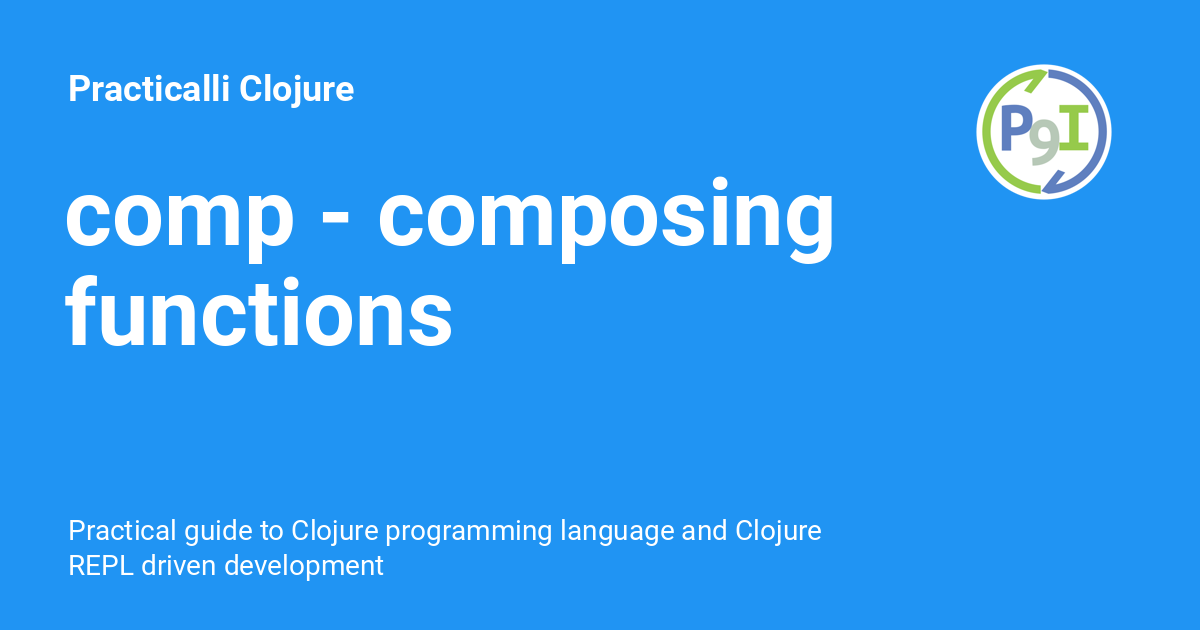 Practicalli Clojure
P9I
comp - composing
functions
Practical guide to Clojure programming language and Clojure
REPL driven development